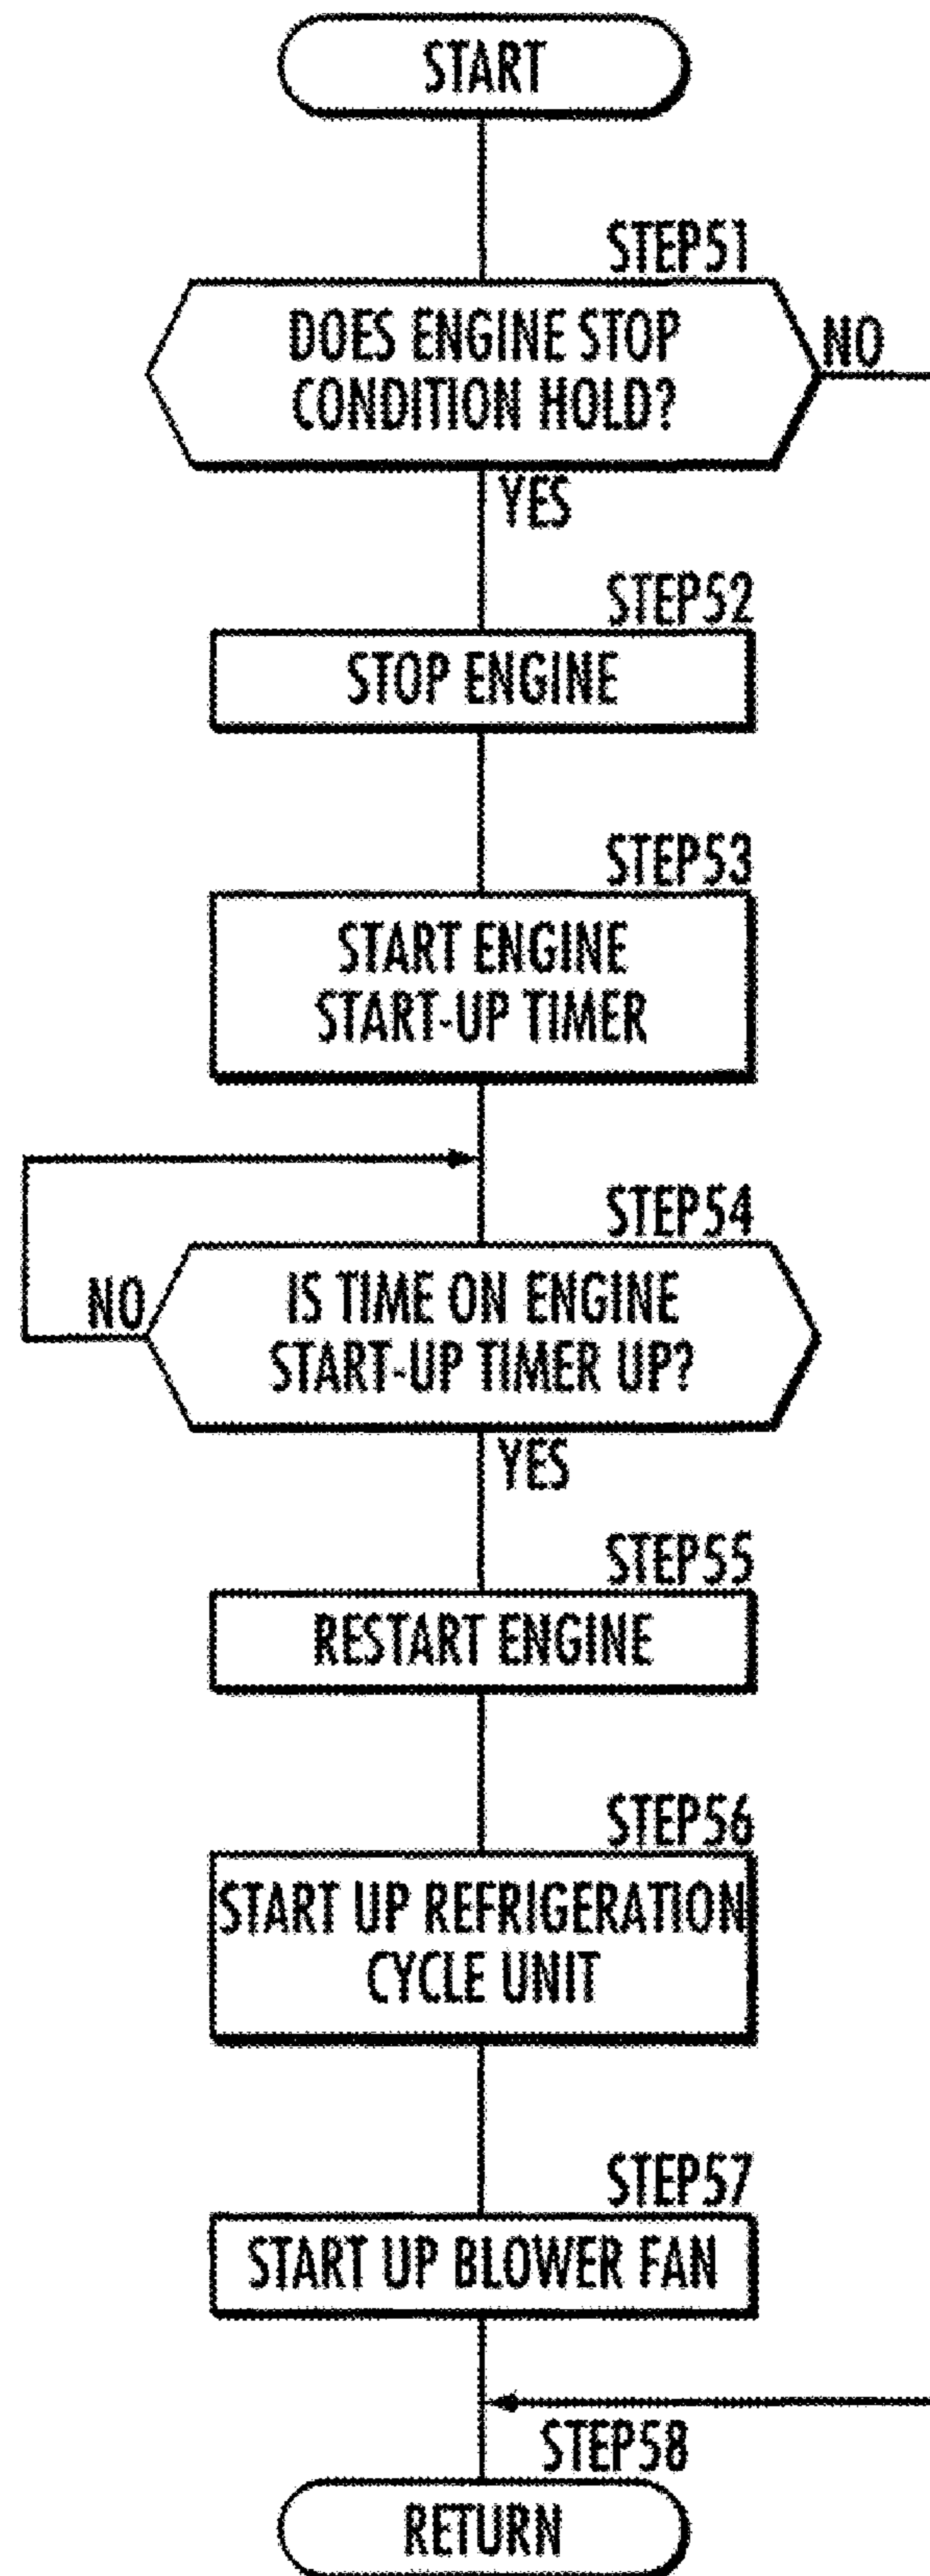 START
STEP51
DOES ENGINE STOP
CONDITION HOLD?
NO
YES
STEP52
STOP ENGINE
STEP53
START ENGINE
START-UP TIMER
STEP54
NO
IS TIME ON ENGINE
START-UP TIMER UP?
YES
STEP55
RESTART ENGINE
STEP56
START UP REFRIGERATION
CYCLE UNIT
STEP57
START UP BLOWER FAN
STEP58
RETURN